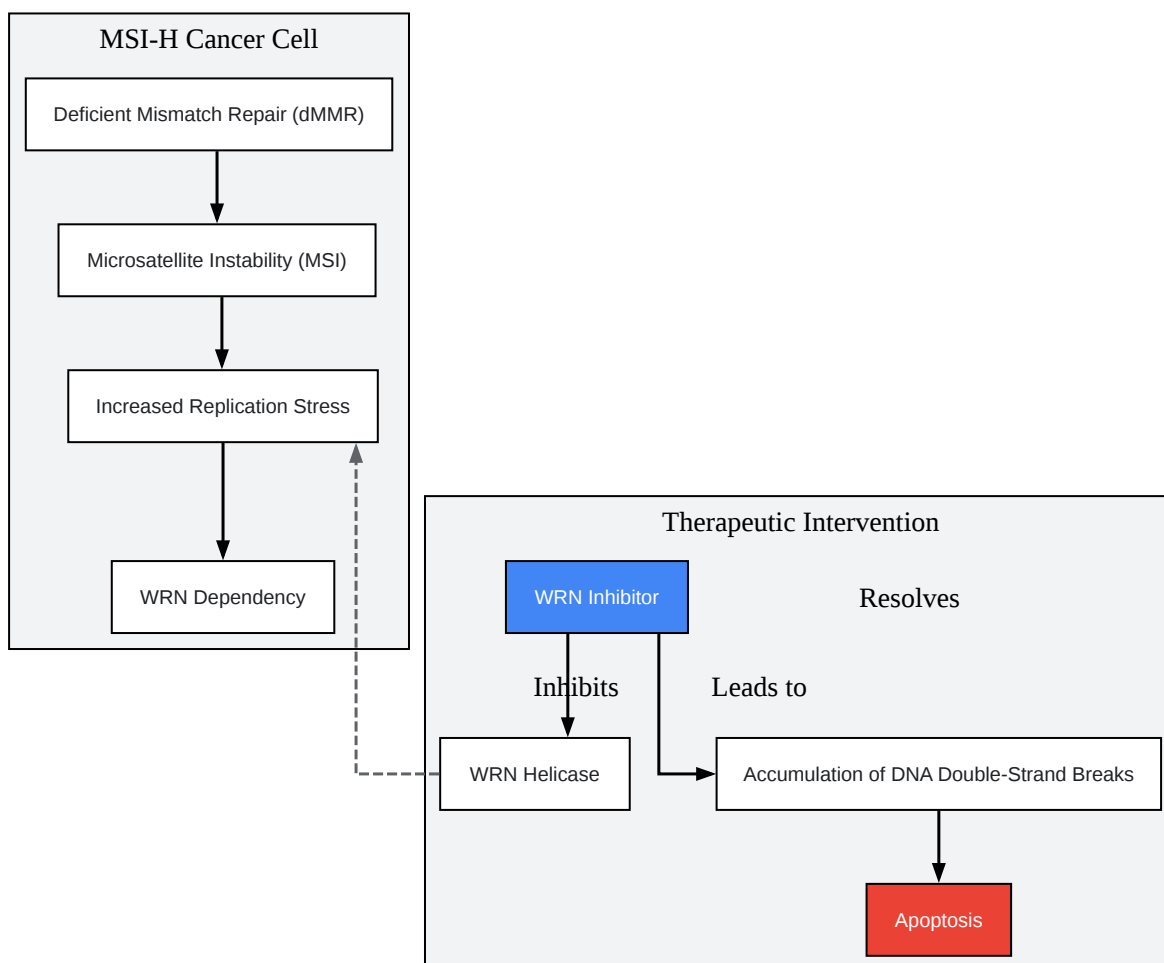 MSI-H Cancer Cell
Deficient Mismatch Repair (dMMR)
Microsatellite Instability (MSI)
Increased Replication Stress
WRN Dependency
Therapeutic Intervention
WRN Inhibitor
Resolves
Inhibits
Leads to
WRN Helicase
Accumulation of DNA Double-Strand Breaks
Apoptosis